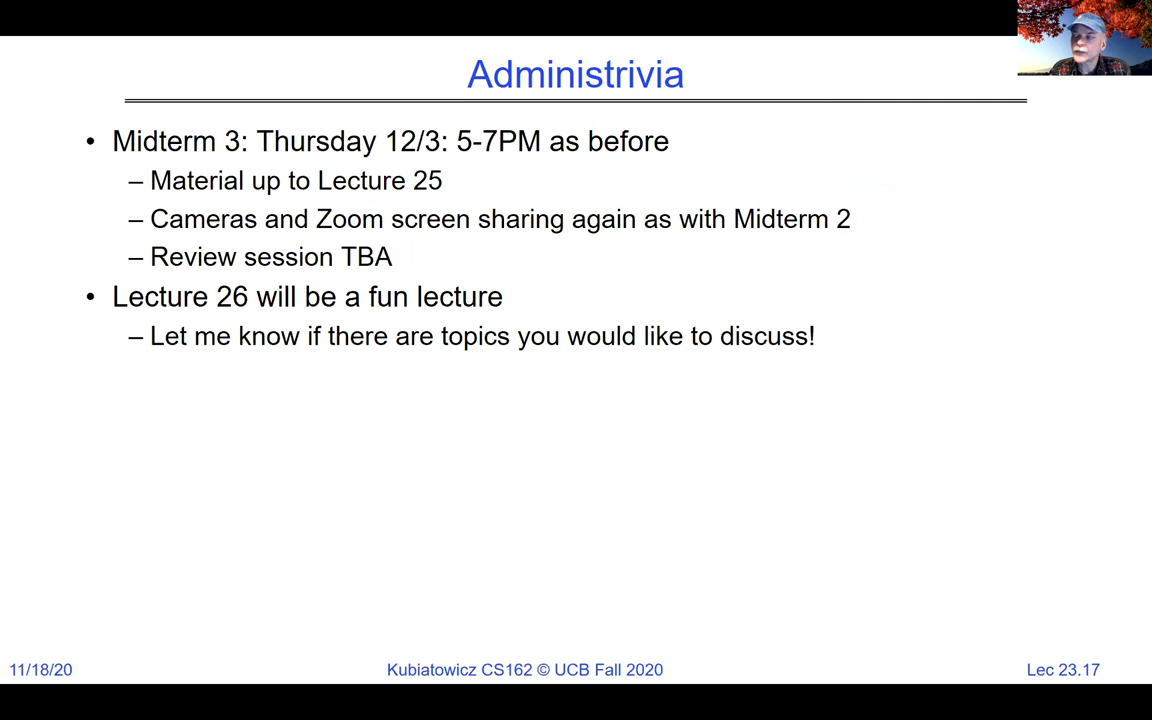 Administrivia
• Midterm 3: Thursday 12/3: 5-7PM as before
– Material up to Lecture 25
– Cameras and Zoom screen sharing again as with Midterm 2
– Review session TBA
• Lecture 26 will be a fun lecture
– Let me know if there are topics you would like to discuss!
11/18/20
Kubiatowicz CS162 © UCB Fall 2020
Lec 23.17